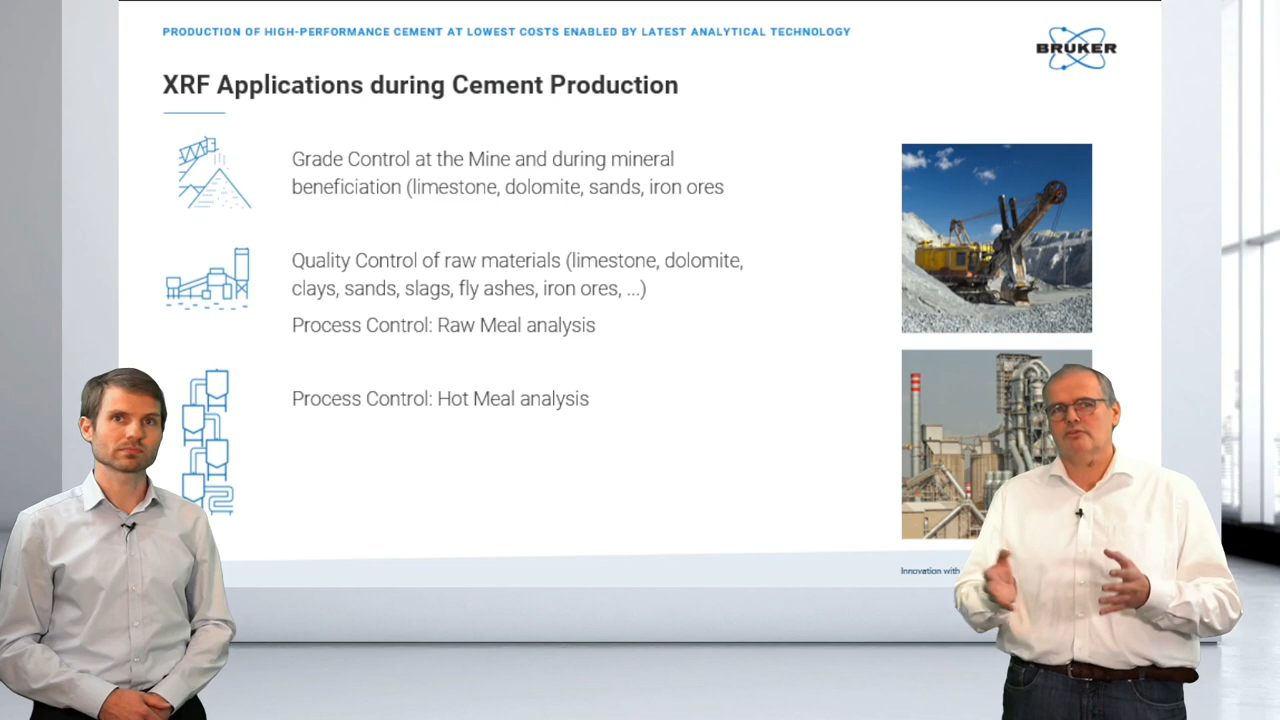 PRODUCTION OF HIGH-PERFORMANCE CEMENT AT LOWEST COSTS ENABLED BY LATEST ANALYTICAL TECHNOLOGY
BRUKER
XRF Applications during Cement Production
Grade Control at the Mine and during mineral
beneficiation (limestone, dolomite, sands, iron ores
Quality Control of raw materials (limestone, dolomite,
clays, sands, slags, fly ashes, iron ores, ...)
Process Control: Raw Meal analysis
Process Control: Hot Meal analysis
Innovation with